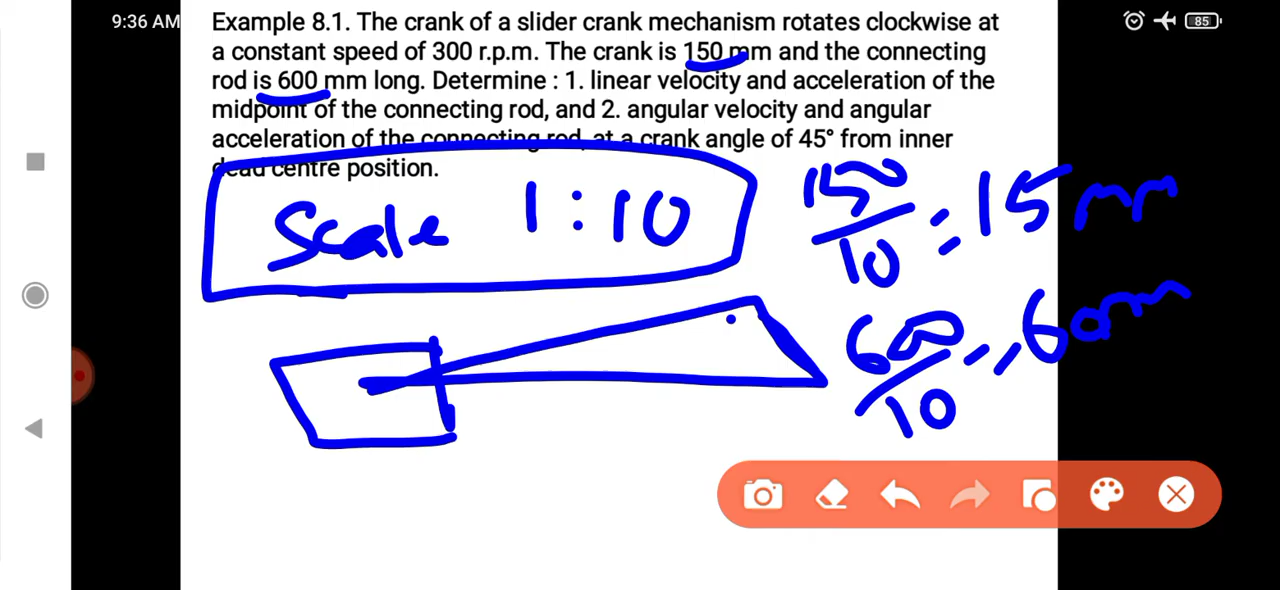 9:36 AM
85
Example 8.1. The crank of a slider crank mechanism rotates clockwise at
a constant speed of 300 r.p.m. The crank is 150 mm and the connecting
rod is 600 mm long. Determine : 1. linear velocity and acceleration of the
midpoint of the connecting rod, and 2. angular velocity and angular
acceleration of the connecting rod, at a crank angle of 45° from inner
dead centre position.
Scale 1:10
150/10 = 15 mm
600/10 = 60mm